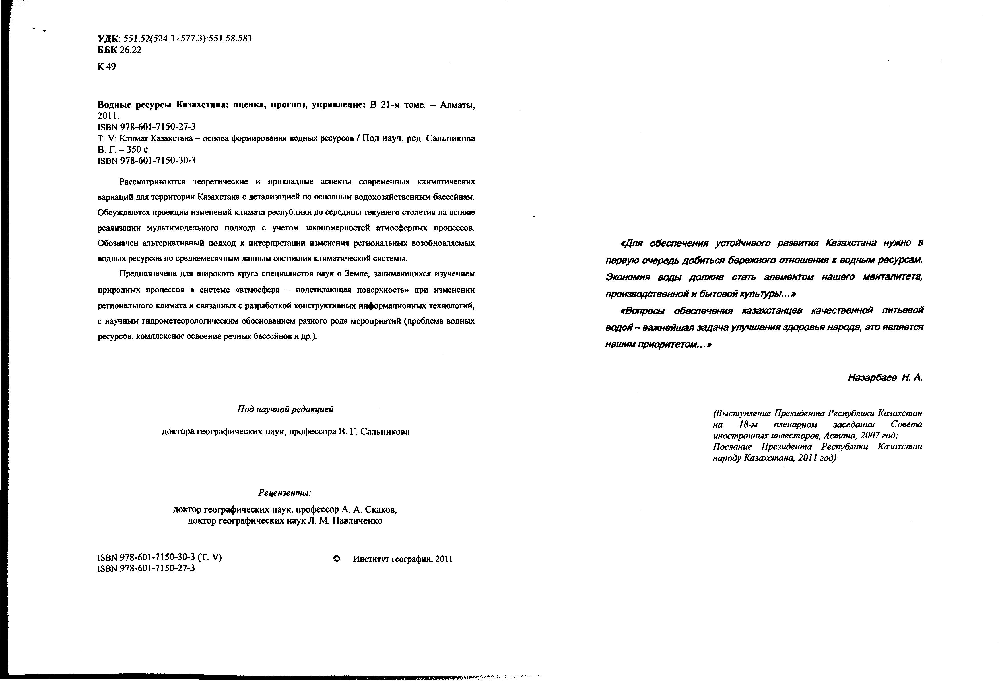 УДК: 551.52(524.3+577.3):551.58.583
ББК 26.22
К 49
Водные ресурсы Казахстана: оценка, прогноз, управление: В 21-м томе. – Алматы,
2011.
ISBN 978-601-7150-27-3
Т. V: Климат Казахстана – основа формирования водных ресурсов / Под науч. ред. Сальникова
В. Г. – 350 с.
ISBN 978-601-7150-30-3
Рассматриваются теоретические и прикладные аспекты современных климатических
вариаций для территории Казахстана с детализацией по основным водохозяйственным бассейнам.
Обсуждаются проекции изменений климата республики до середины текущего столетия на основе
реализации мультимодельного подхода с учетом закономерностей атмосферных процессов.
Обозначен альтернативный подход к интерпретации изменения региональных возобновляемых
водных ресурсов по среднемесячным данным состояния климатической системы.
Предназначена для широкого круга специалистов наук о Земле, занимающихся изучением
природных процессов в системе «атмосфера – подстилающая поверхность» при изменении
регионального климата и связанных с разработкой конструктивных информационных технологий,
с научным гидрометеорологическим обоснованием разного рода мероприятий (проблема водных
ресурсов, комплексное освоение речных бассейнов и др.).
Под научной редакцией
доктора географических наук, профессора В. Г. Сальникова
Рецензенты:
доктор географических наук, профессор А. А. Скаков,
доктор географических наук Л. М. Павличенко
ISBN 978-601-7150-30-3 (Т. V)
ISBN 978-601-7150-27-3
© Институт географии, 2011
«Для обеспечения устойчивого развития Казахстана нужно в
первую очередь добиться бережного отношения к водным ресурсам.
Экономия воды должна стать элементом нашего менталитета,
производственной и бытовой культуры...»
«Вопросы обеспечения казахстанцев качественной питьевой
водой – важнейшая задача улучшения здоровья народа, это является
нашим приоритетом...»
Назарбаев Н. А.
(Выступление Президента Республики Казахстан
на 18-м пленарном заседании Совета
иностранных инвесторов, Астана, 2007 год;
Послание Президента Республики Казахстан
народу Казахстана, 2011 год)